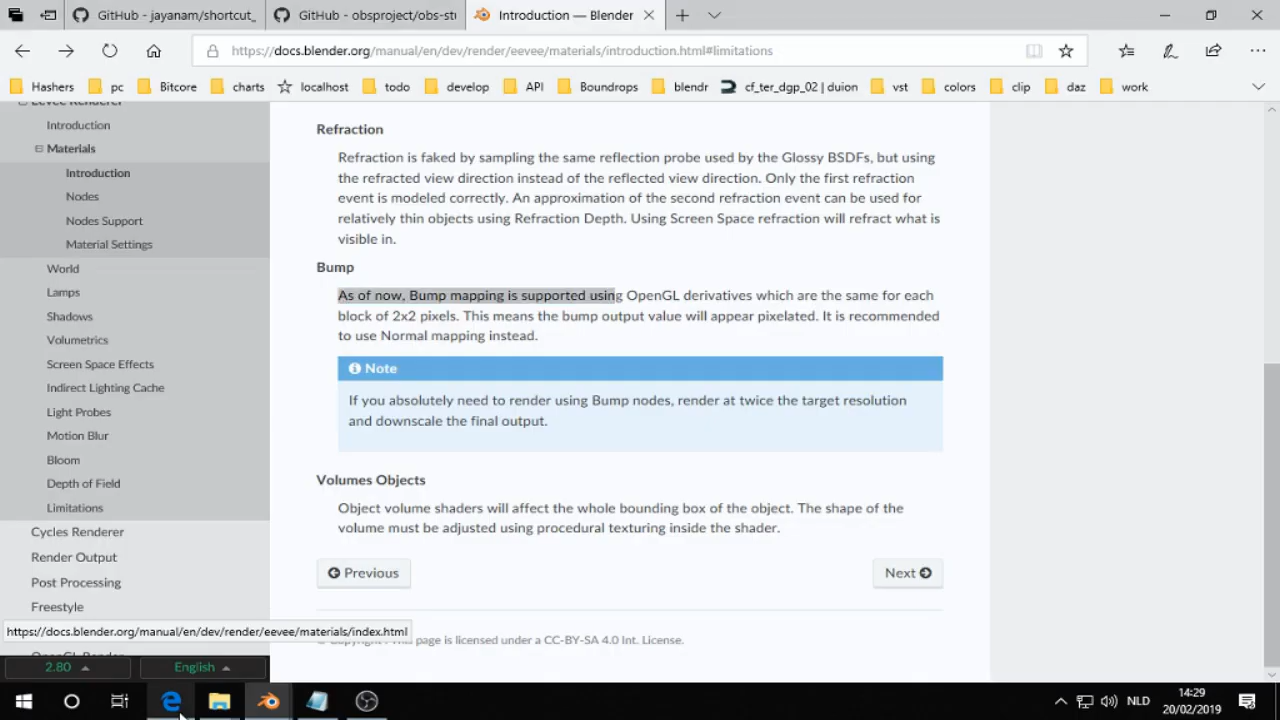 GitHub - jayanam/shortcut_
GitHub - obsproject/obs-stu
Introduction — Blender
https://docs.blender.org/manual/en/dev/render/eevee/materials/introduction.html#limitations
Hashers
pc
Bitcore
charts
localhost
todo
develop
API
Boundrops
blendr
cf_ter_dgp_02 | duion
vst
colors
clip
daz
work
Eevee Renderer
Introduction
Materials
Introduction
Nodes
Nodes Support
Material Settings
World
Lamps
Shadows
Volumetrics
Screen Space Effects
Indirect Lighting Cache
Light Probes
Motion Blur
Bloom
Depth of Field
Limitations
Cycles Renderer
Render Output
Post Processing
Freestyle
OpenGL Render
https://docs.blender.org/manual/en/dev/render/eevee/materials/index.html
2.80
English
Refraction
Refraction is faked by sampling the same reflection probe used by the Glossy BSDFs, but using
the refracted view direction instead of the reflected view direction. Only the first refraction
event is modeled correctly. An approximation of the second refraction event can be used for
relatively thin objects using Refraction Depth. Using Screen Space refraction will refract what is
visible in.
Bump
As of now, Bump mapping is supported using OpenGL derivatives which are the same for each
block of 2x2 pixels. This means the bump output value will appear pixelated. It is recommended
to use Normal mapping instead.
Note
If you absolutely need to render using Bump nodes, render at twice the target resolution
and downscale the final output.
Volumes Objects
Object volume shaders will affect the whole bounding box of the object. The shape of the
volume must be adjusted using procedural texturing inside the shader.
Previous
Next
© Copyright : This page is licensed under a CC-BY-SA 4.0 Int. License.
NLD
14:29
20/02/2019